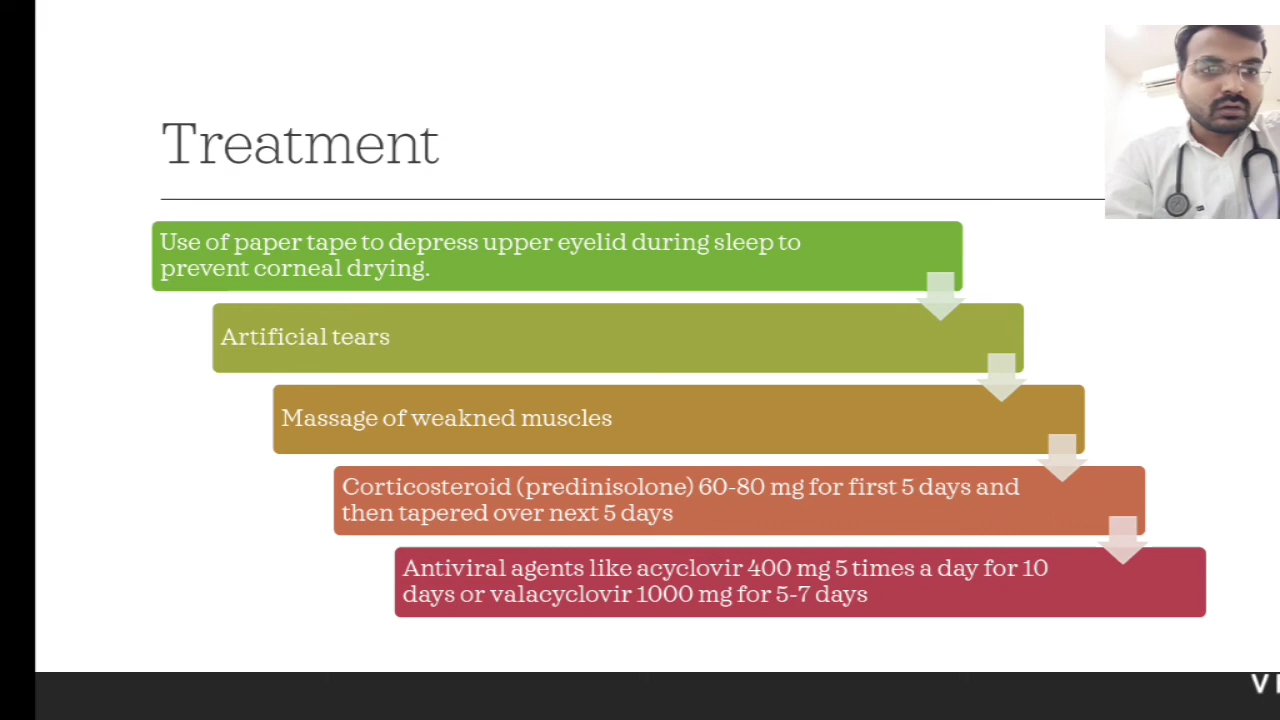 Treatment
Use of paper tape to depress upper eyelid during sleep to
prevent corneal drying.
Artificial tears
Massage of weakned muscles
Corticosteroid (predinisolone) 60-80 mg for first 5 days and
then tapered over next 5 days
Antiviral agents like acyclovir 400 mg 5 times a day for 10
days or valacyclovir 1000 mg for 5-7 days